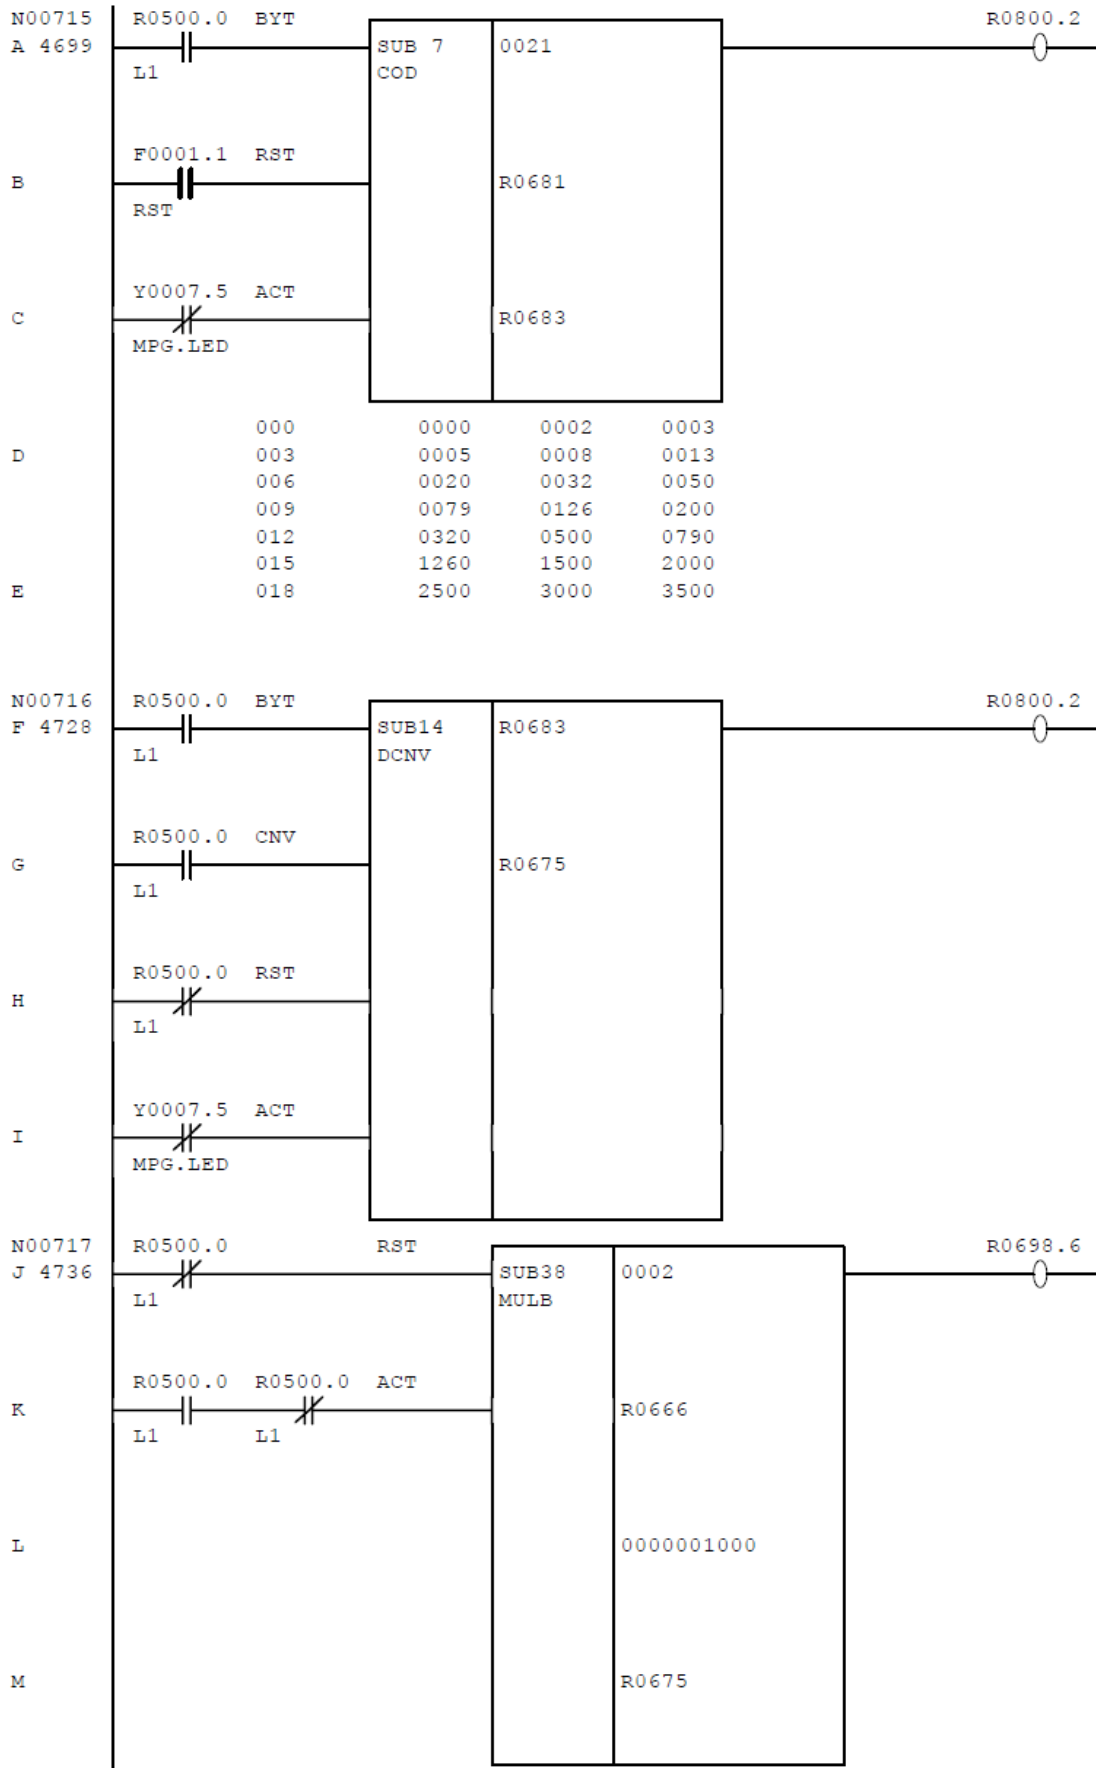 N00715 R0500.0 BYT R0800.2
A 4699 SUB 7 0021
L1 COD
F0001.1 RST
B R0681
RST
Y0007.5 ACT
C R0683
MPG.LED
000 0000 0002 0003
D 003 0005 0008 0013
006 0020 0032 0050
009 0079 0126 0200
012 0320 0500 0790
015 1260 1500 2000
E 018 2500 3000 3500
N00716 R0500.0 BYT R0800.2
F 4728 SUB14 R0683
L1 DCNV
R0500.0 CNV
G R0675
L1
R0500.0 RST
H
L1
Y0007.5 ACT
I
MPG.LED
N00717 R0500.0 RST R0698.6
J 4736 SUB38 0002
L1 MULB
R0500.0 R0500.0 ACT
K R0666
L1 L1
L 0000001000
M R0675